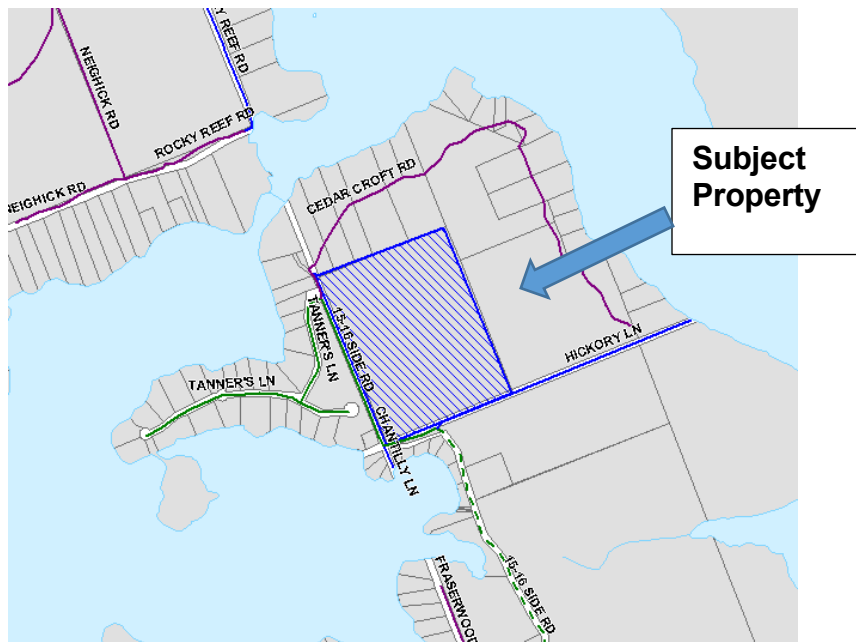 Y REEF RD
NEIGHICK RD
ROCKY REEF RD
NEIGHICK RD
CEDAR CROFT RD
Subject
Property
TANNER'S LN
15-16 SIDE RD
HICKORY LN
TANNER'S LN
CHANTILLY LN
15-16 SIDE RD
FRASERWOOD